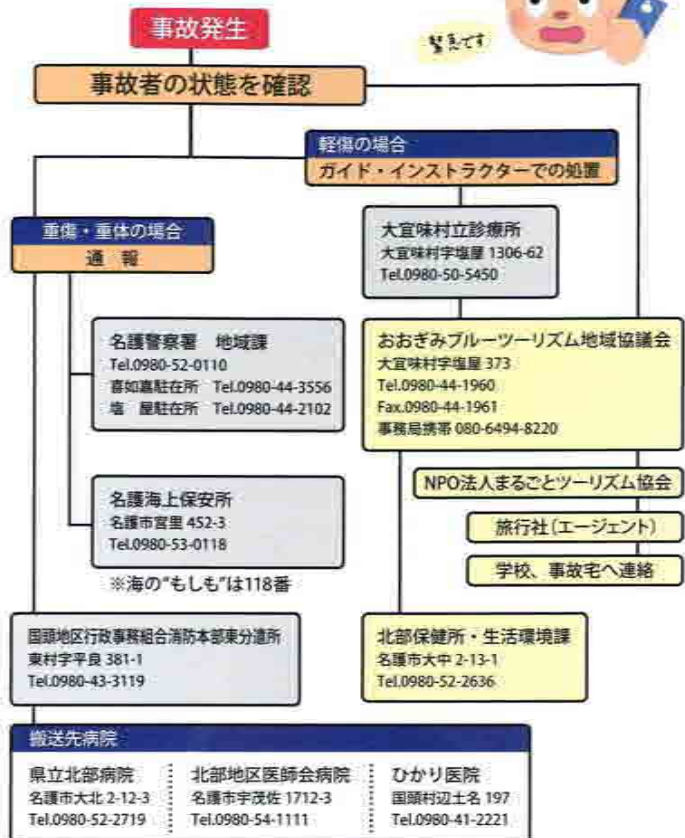 事故発生
緊急です
事故者の状態を確認
軽傷の場合
ガイド・インストラクターでの処置
重傷・重体の場合
通 報
大宜味村立診療所
大宜味村字塩屋 1306-62
Tel.0980-50-5450
名護警察署 地域課
Tel.0980-52-0110
喜如嘉駐在所 Tel.0980-44-3556
塩 屋駐在所 Tel.0980-44-2102
おおぎみブルーツーリズム地域協議会
大宜味村字塩屋 373
Tel.0980-44-1960
Fax.0980-44-1961
事務局携帯 080-6494-8220
NPO法人まるごとツーリズム協会
旅行社(エージェント)
学校、事故宅へ連絡
名護海上保安所
名護市宮里 452-3
Tel.0980-53-0118
※海の“もしも”は118番
国頭地区行政事務組合消防本部東分遣所
東村字平良 381-1
Tel.0980-43-3119
北部保健所・生活環境課
名護市大中 2-13-1
Tel.0980-52-2636
搬送先病院
県立北部病院
名護市大北 2-12-3
Tel.0980-52-2719
北部地区医師会病院
名護市宇茂佐 1712-3
Tel.0980-54-1111
ひかり医院
国頭村辺土名 197
Tel.0980-41-2221